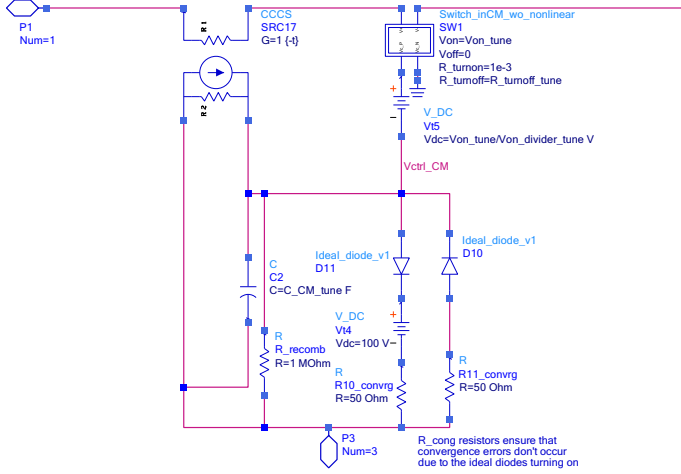 P1
Num=1
R1
CCCS
SRC17
G=1 {-t}
R2
Switch_inCM_wo_nonlinear
SW1
Von=Von_tune
Voff=0
R_turnon=1e-3
R_turnoff=R_turnoff_tune
+
V_DC
Vt5
Vdc=Von_tune/Von_divider_tune V
Vctrl_CM
C
C2
C=C_CM_tune F
Ideal_diode_v1
D11
Ideal_diode_v1
D10
+
V_DC
Vt4
Vdc=100 V
R
R_recomb
R=1 MOhm
R
R10_convrg
R=50 Ohm
R
R11_convrg
R=50 Ohm
P3
Num=3
R_cong resistors ensure that
convergence errors don't occur
due to the ideal diodes turning on